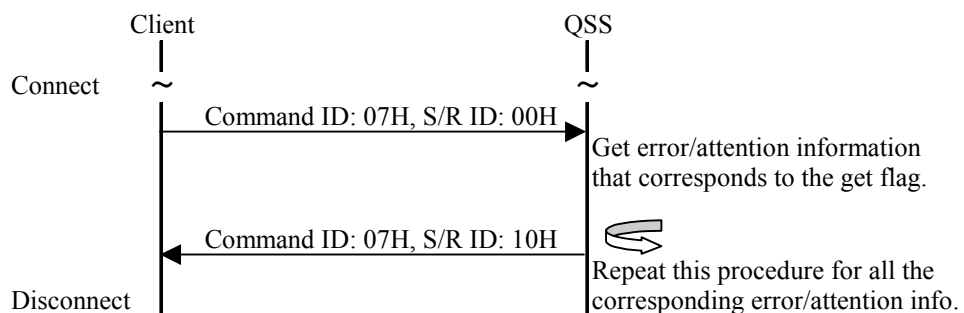 Client
QSS
Connect
Command ID: 07H, S/R ID: 00H
Get error/attention information
that corresponds to the get flag.
Command ID: 07H, S/R ID: 10H
Repeat this procedure for all the
Disconnect
corresponding error/attention info.